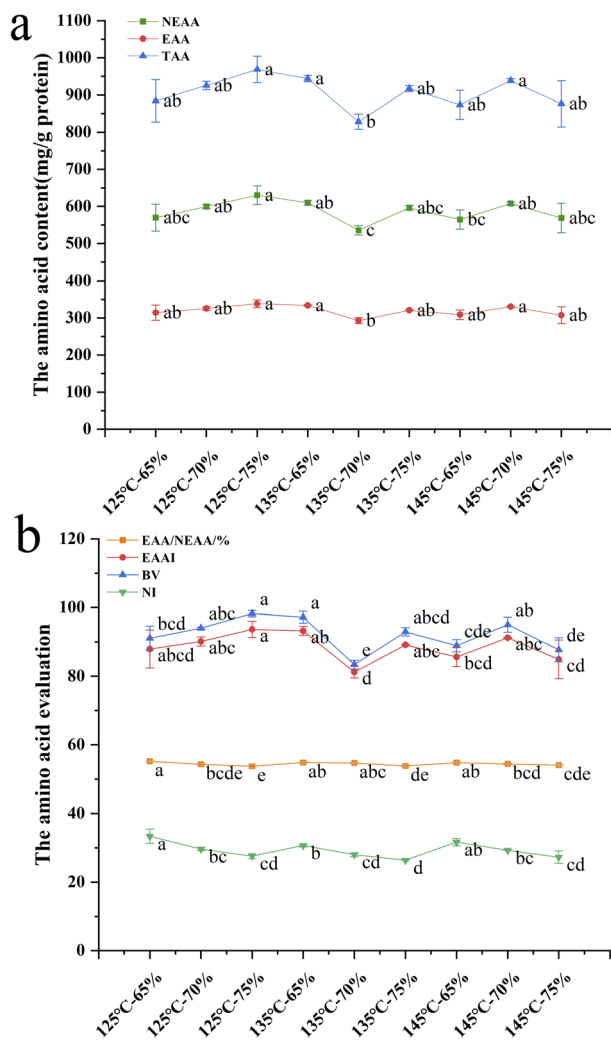 a
NEAA
EAA
TAA
The amino acid content(mg/g protein)
1100
1000
900
800
700
600
500
400
300
200
100
0
ab ab a a b ab ab a ab
abc ab a ab c abc bc ab abc
ab ab a a b ab ab a ab
125°C-65% 125°C-70% 125°C-75% 135°C-65% 135°C-70% 135°C-75% 145°C-65% 145°C-70% 145°C-75%
b
EAA/NEAA/%
EAAI
BV
NI
The amino acid evaluation
120
100
80
60
40
20
0
bcd abc a a e abcd cde ab de
abcd abc a ab d abc bcd abc cd
a bcde e ab abc de ab bcd cde
a bc cd b cd d ab bc cd
125°C-65% 125°C-70% 125°C-75% 135°C-65% 135°C-70% 135°C-75% 145°C-65% 145°C-70% 145°C-75%